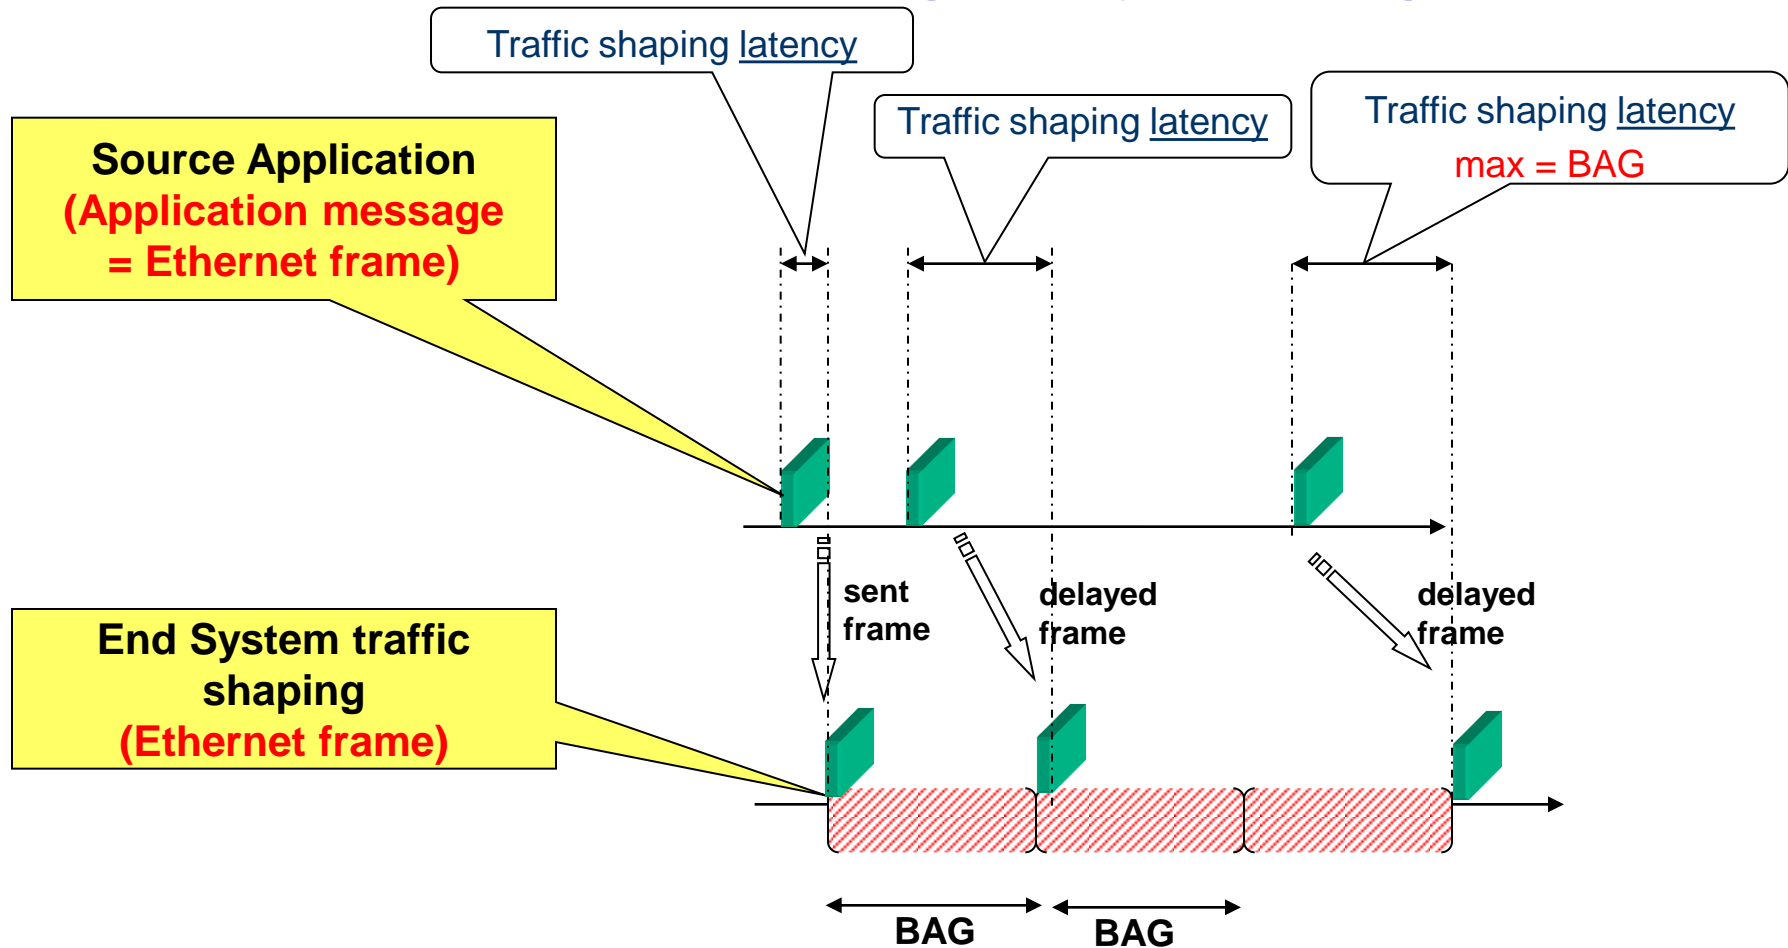 Traffic shaping latency
Traffic shaping latency
Traffic shaping latency
max = BAG
Source Application
(Application message
= Ethernet frame)
sent
frame
delayed
frame
delayed
frame
End System traffic
shaping
(Ethernet frame)
BAG
BAG